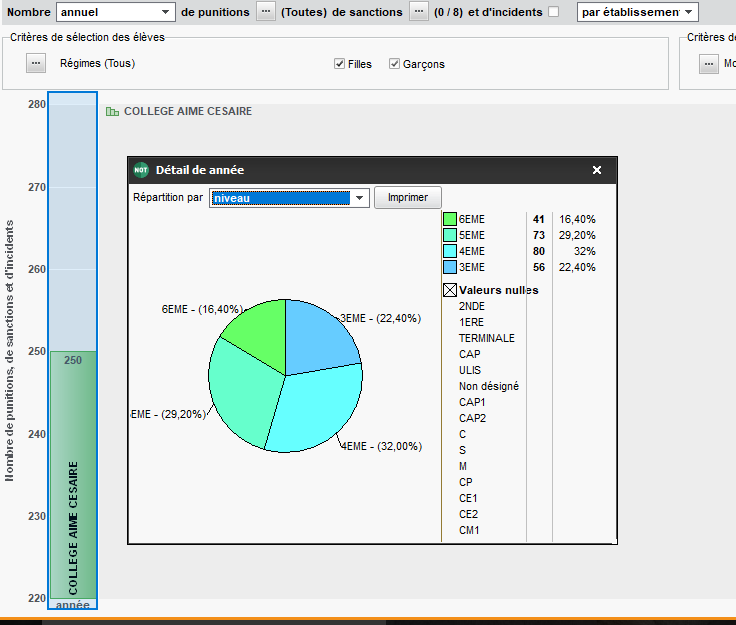 Nombre annuel de punitions ... (Toutes) de sanctions ... (0 / 8) et d'incidents par établissement
Critères de sélection des élèves
Critères de
... Régimes (Tous) Filles Garçons ... Mo
Nombre de punitions, de sanctions et d'incidents
280
270
260
250
240
230
220
250
COLLEGE AIME CESAIRE
année
COLLEGE AIME CESAIRE
NOT Détail de année
Répartition par niveau Imprimer
6EME - (16,40%)
3EME - (22,40%)
EME - (29,20%)
4EME - (32,00%)
6EME 41 16,40%
5EME 73 29,20%
4EME 80 32%
3EME 56 22,40%
Valeurs nulles
2NDE
1ERE
TERMINALE
CAP
ULIS
Non désigné
CAP1
CAP2
C
S
M
CP
CE1
CE2
CM1